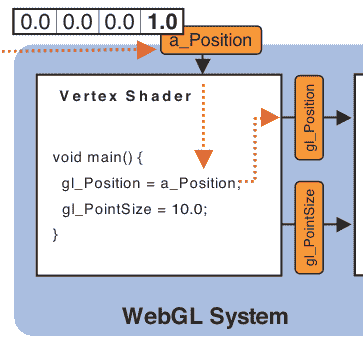 0.0 0.0 0.0 1.0
a_Position
Vertex Shader
void main() {
gl_Position = a_Position;
gl_PointSize = 10.0;
}
gl_Position
gl_PointSize
WebGL System